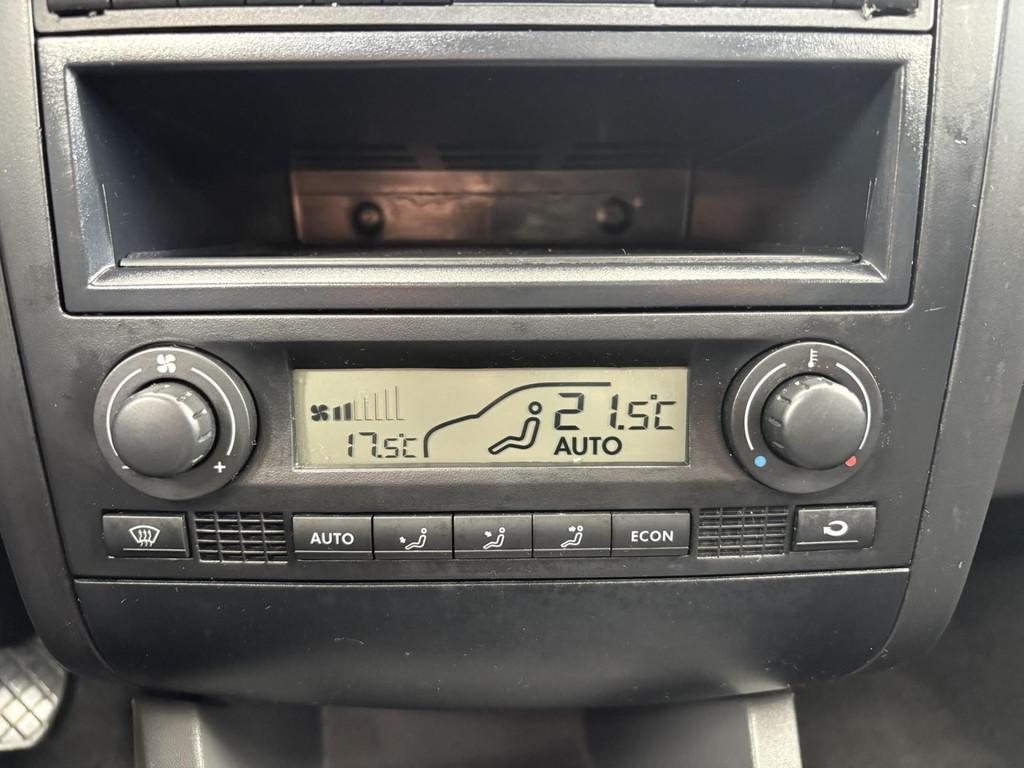 21.5°C
17.5°C
AUTO
- +
AUTO ECON